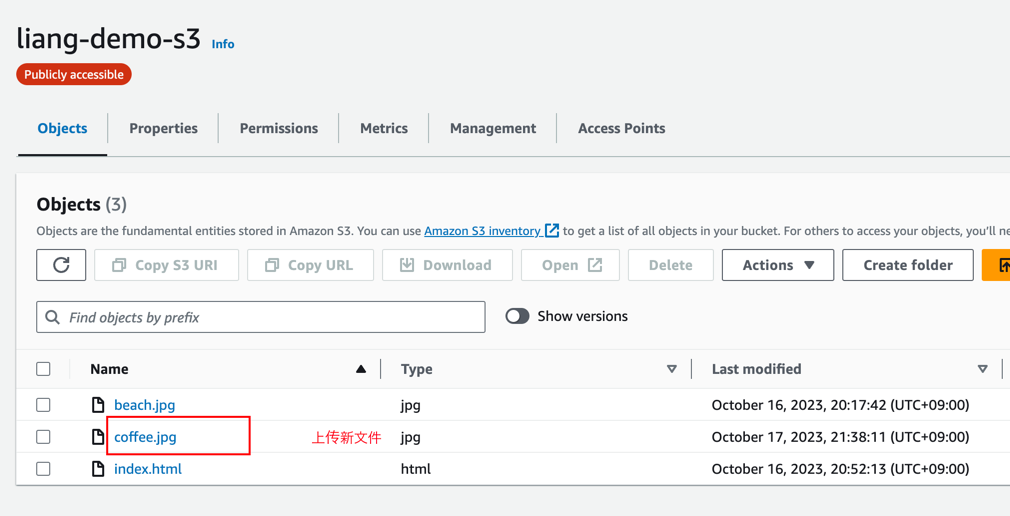 liang-demo-s3 Info
Publicly accessible
Objects Properties Permissions Metrics Management Access Points
Objects (3)
Objects are the fundamental entities stored in Amazon S3. You can use Amazon S3 inventory to get a list of all objects in your bucket. For others to access your objects, you'll
Copy S3 URI Copy URL Download Open Delete Actions Create folder
Find objects by prefix Show versions
Name Type Last modified
beach.jpg jpg October 16, 2023, 20:17:42 (UTC+09:00)
coffee.jpg 上传新文件 jpg October 17, 2023, 21:38:11 (UTC+09:00)
index.html html October 16, 2023, 20:52:13 (UTC+09:00)